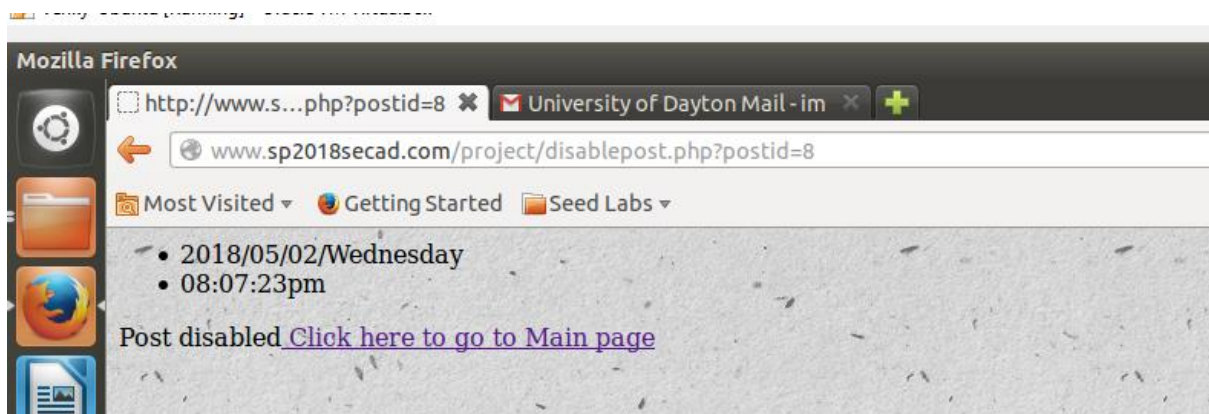 Mozilla Firefox
http://www.s...php?postid=8
University of Dayton Mail - im
www.sp2018secad.com/project/disablepost.php?postid=8
Most Visited
Getting Started
Seed Labs
2018/05/02/Wednesday
08:07:23pm
Post disabled Click here to go to Main page